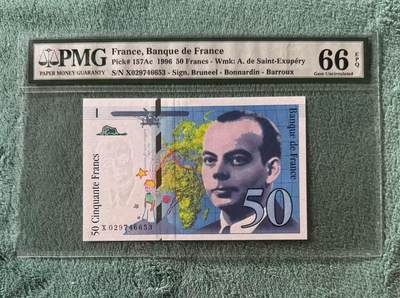 PMG
PAPER MONEY GUARANTY
France, Banque de France
Pick# 157Ac 1996 50 Francs - Wmk: A. de Saint-Exupéry
S/N X029746653 - Sign. Bruneel - Bonnardin - Barroux
66 EPQ
Gem Uncirculated
50 Cinquante Francs
X 029746653
Banque de France
50